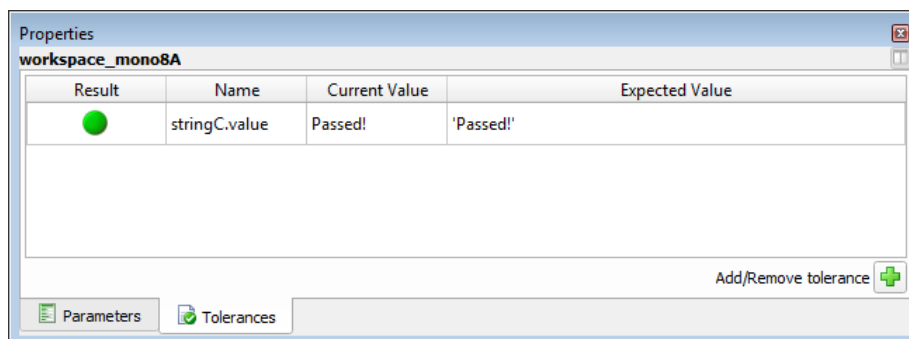 Properties
workspace_mono8A
Result Name Current Value Expected Value
stringC.value Passed! 'Passed!'
Add/Remove tolerance
Parameters Tolerances